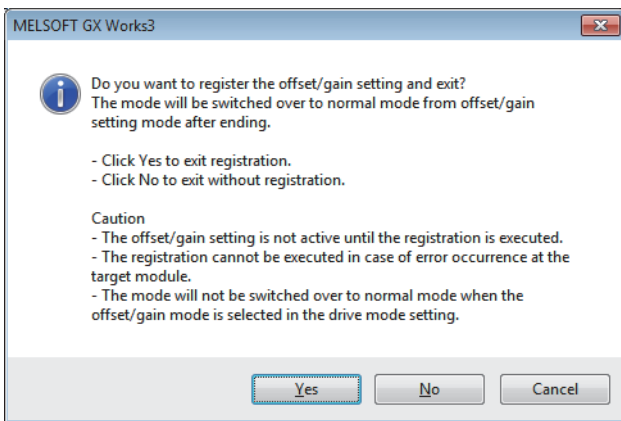 MELSOFT GX Works3
Do you want to register the offset/gain setting and exit?
The mode will be switched over to normal mode from offset/gain
setting mode after ending.
- Click Yes to exit registration.
- Click No to exit without registration.
Caution
- The offset/gain setting is not active until the registration is executed.
- The registration cannot be executed in case of error occurrence at the
target module.
- The mode will not be switched over to normal mode when the
offset/gain mode is selected in the drive mode setting.
Yes No Cancel